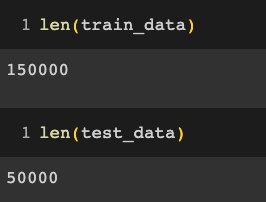 1 len(train_data)
150000
1 len(test_data)
50000